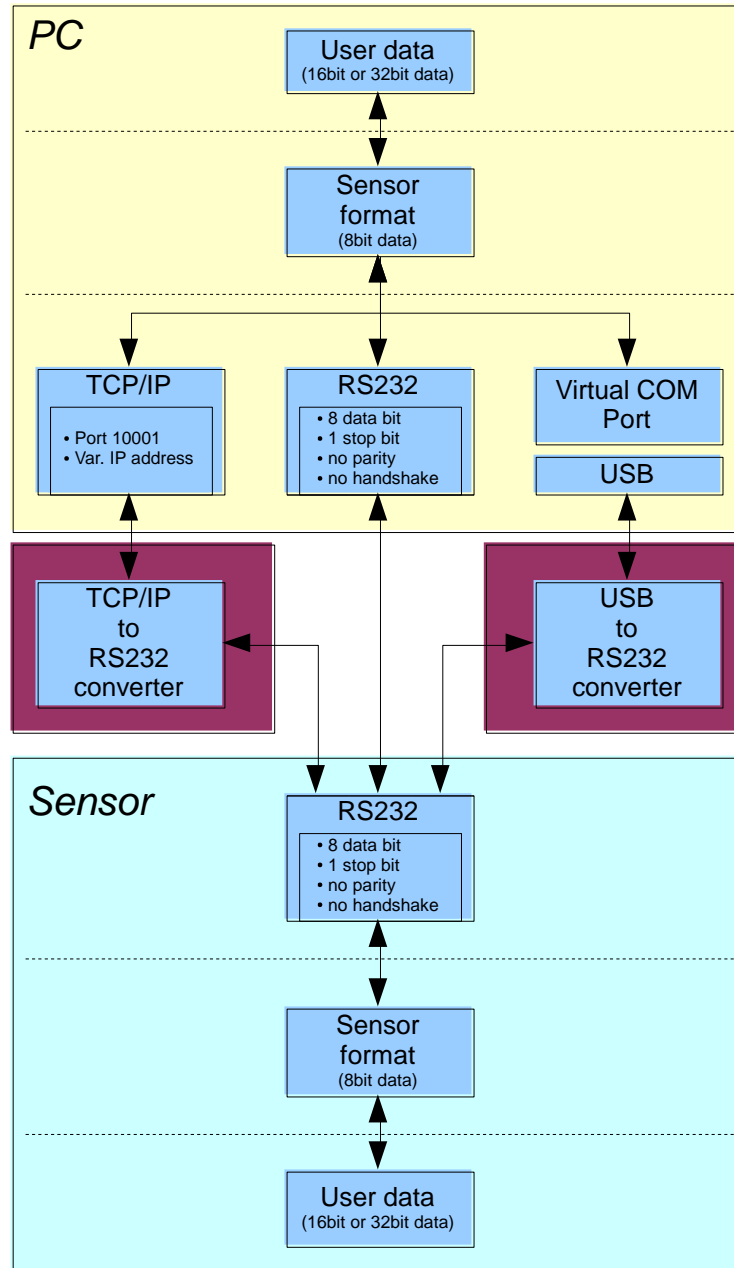 PC
User data
(16bit or 32bit data)
Sensor
format
(8bit data)
TCP/IP
• Port 10001
• Var. IP address
RS232
• 8 data bit
• 1 stop bit
• no parity
• no handshake
Virtual COM
Port
USB
TCP/IP
to
RS232
converter
USB
to
RS232
converter
Sensor
RS232
• 8 data bit
• 1 stop bit
• no parity
• no handshake
Sensor
format
(8bit data)
User data
(16bit or 32bit data)